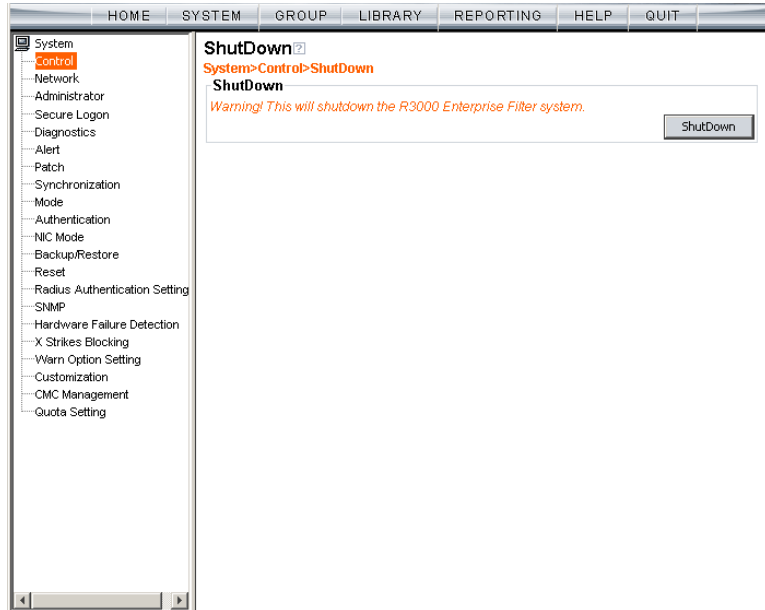 HOME SYSTEM GROUP LIBRARY REPORTING HELP QUIT
System
Control
Network
Administrator
Secure Logon
Diagnostics
Alert
Patch
Synchronization
Mode
Authentication
NIC Mode
Backup/Restore
Reset
Radius Authentication Setting
SNMP
Hardware Failure Detection
X Strikes Blocking
Warn Option Setting
Customization
CMC Management
Quota Setting
ShutDown?
System>Control>ShutDown
ShutDown
Warning! This will shutdown the R3000 Enterprise Filter system.
ShutDown